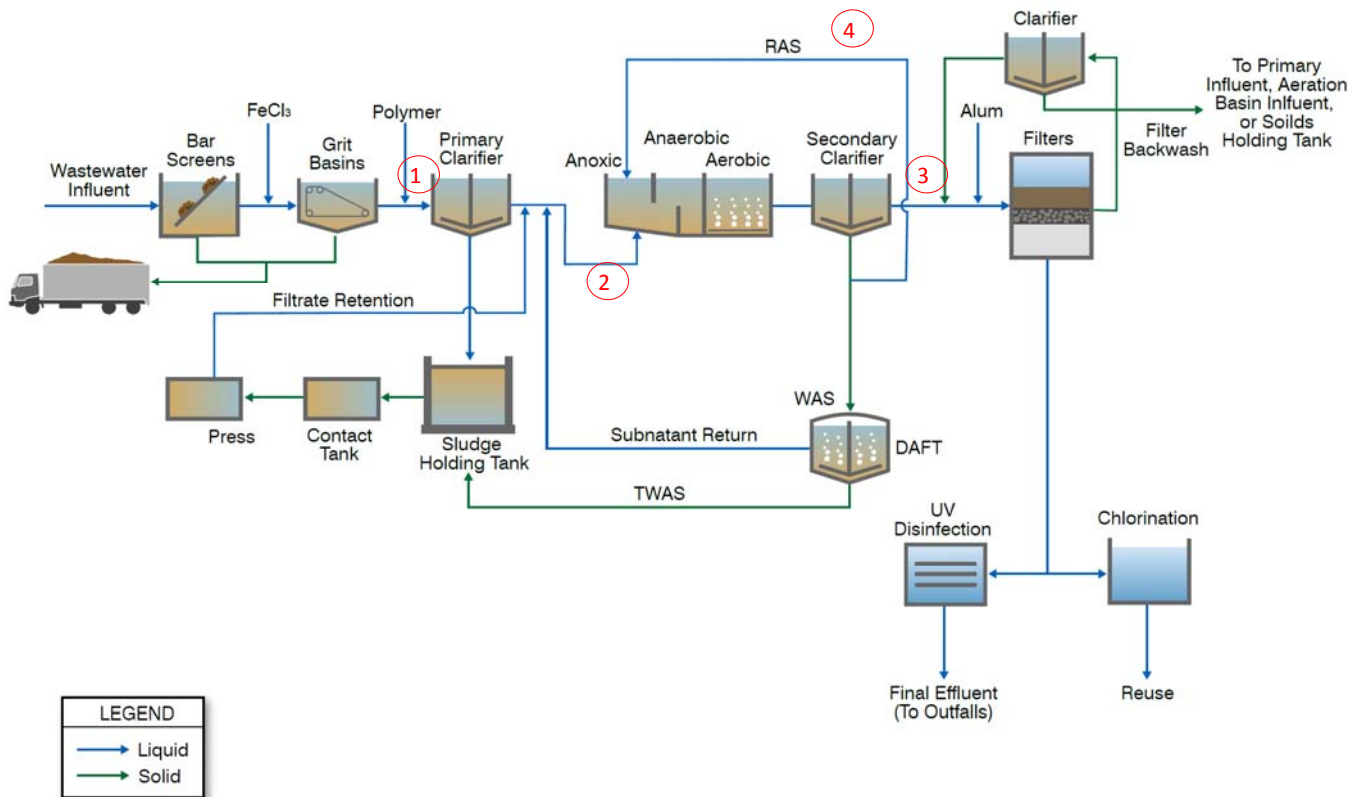 4
Clarifier
RAS
To Primary
Influent, Aeration
Basin Inlfuent,
or Soilds
Holding Tank
FeCl₃
Polymer
Alum
Bar
Screens
Grit
Basins
1
Primary
Clarifier
Anaerobic
Anoxic
Aerobic
Secondary
Clarifier
3
Filters
Filter
Backwash
Wastewater
Influent
2
Filtrate Retention
WAS
Press
Contact
Tank
Sludge
Holding Tank
Subnatant Return
DAFT
TWAS
UV
Disinfection
Chlorination
Final Effluent
(To Outfalls)
Reuse
LEGEND
Liquid
Solid